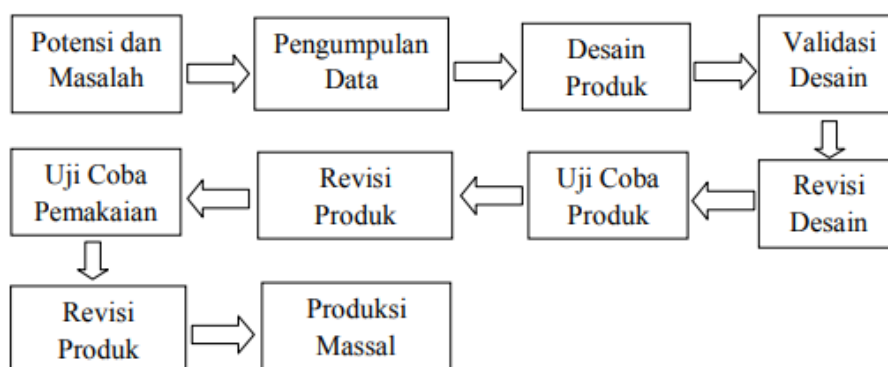 Potensi dan
Masalah
Pengumpulan
Data
Desain
Produk
Validasi
Desain
Revisi
Desain
Uji Coba
Produk
Revisi
Produk
Uji Coba
Pemakaian
Revisi
Produk
Produksi
Massal